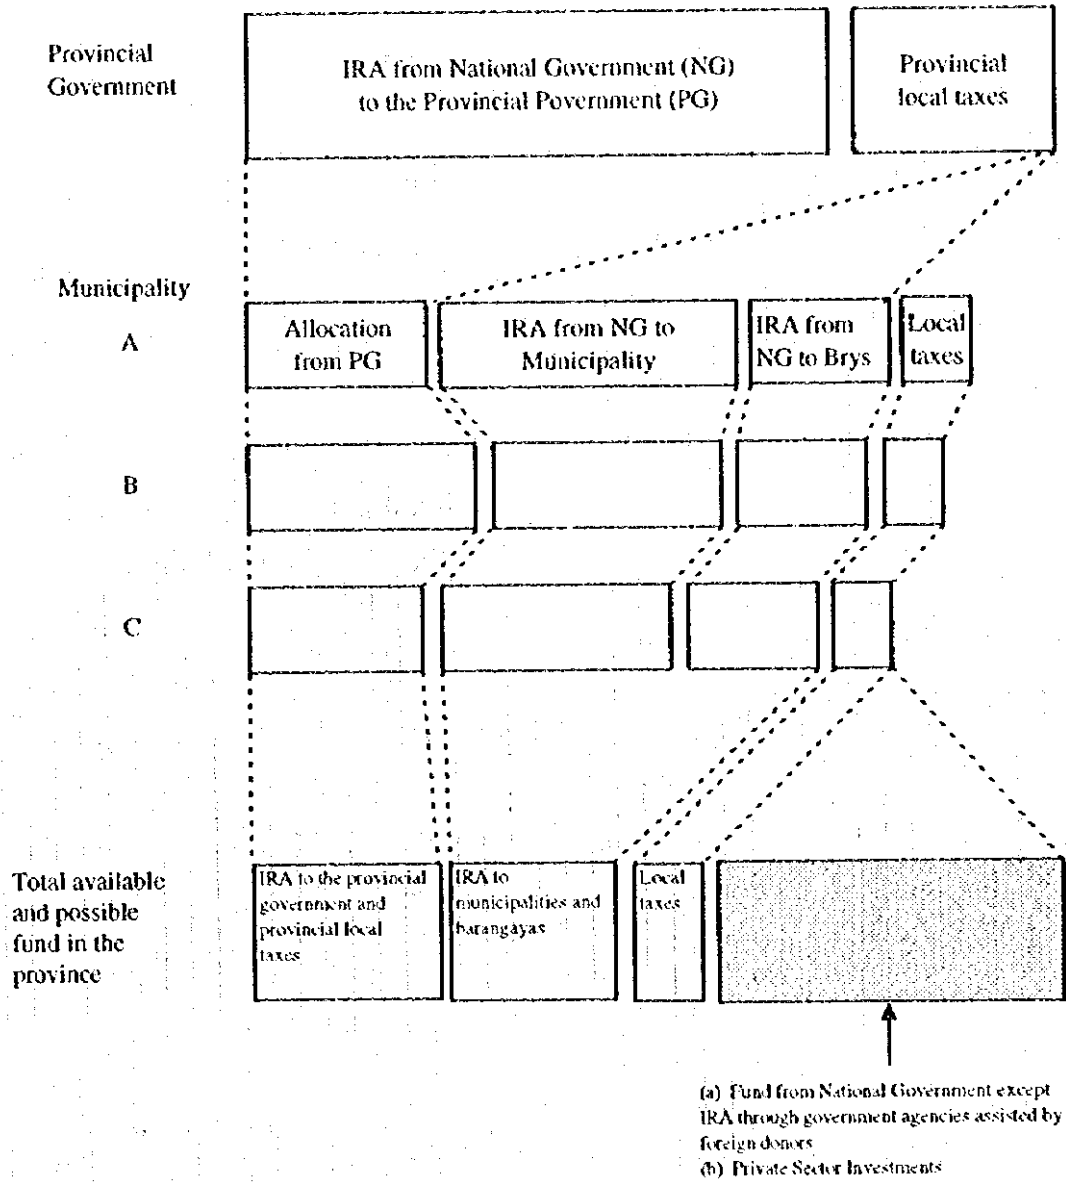 Provincial
Government
IRA from National Government (NG)
to the Provincial Povernment (PG)
Provincial
local taxes
Municipality
A
Allocation
from PG
IRA from NG to
Municipality
IRA from
NG to Brys
Local
taxes
B
C
Total available
and possible
fund in the
province
IRA to the provincial
government and
provincial local
taxes
IRA to
municipalities and
barangayas
Local
taxes
(a) Fund from National Government except
IRA through government agencies assisted by
foreign donors
(b) Private Sector Investments